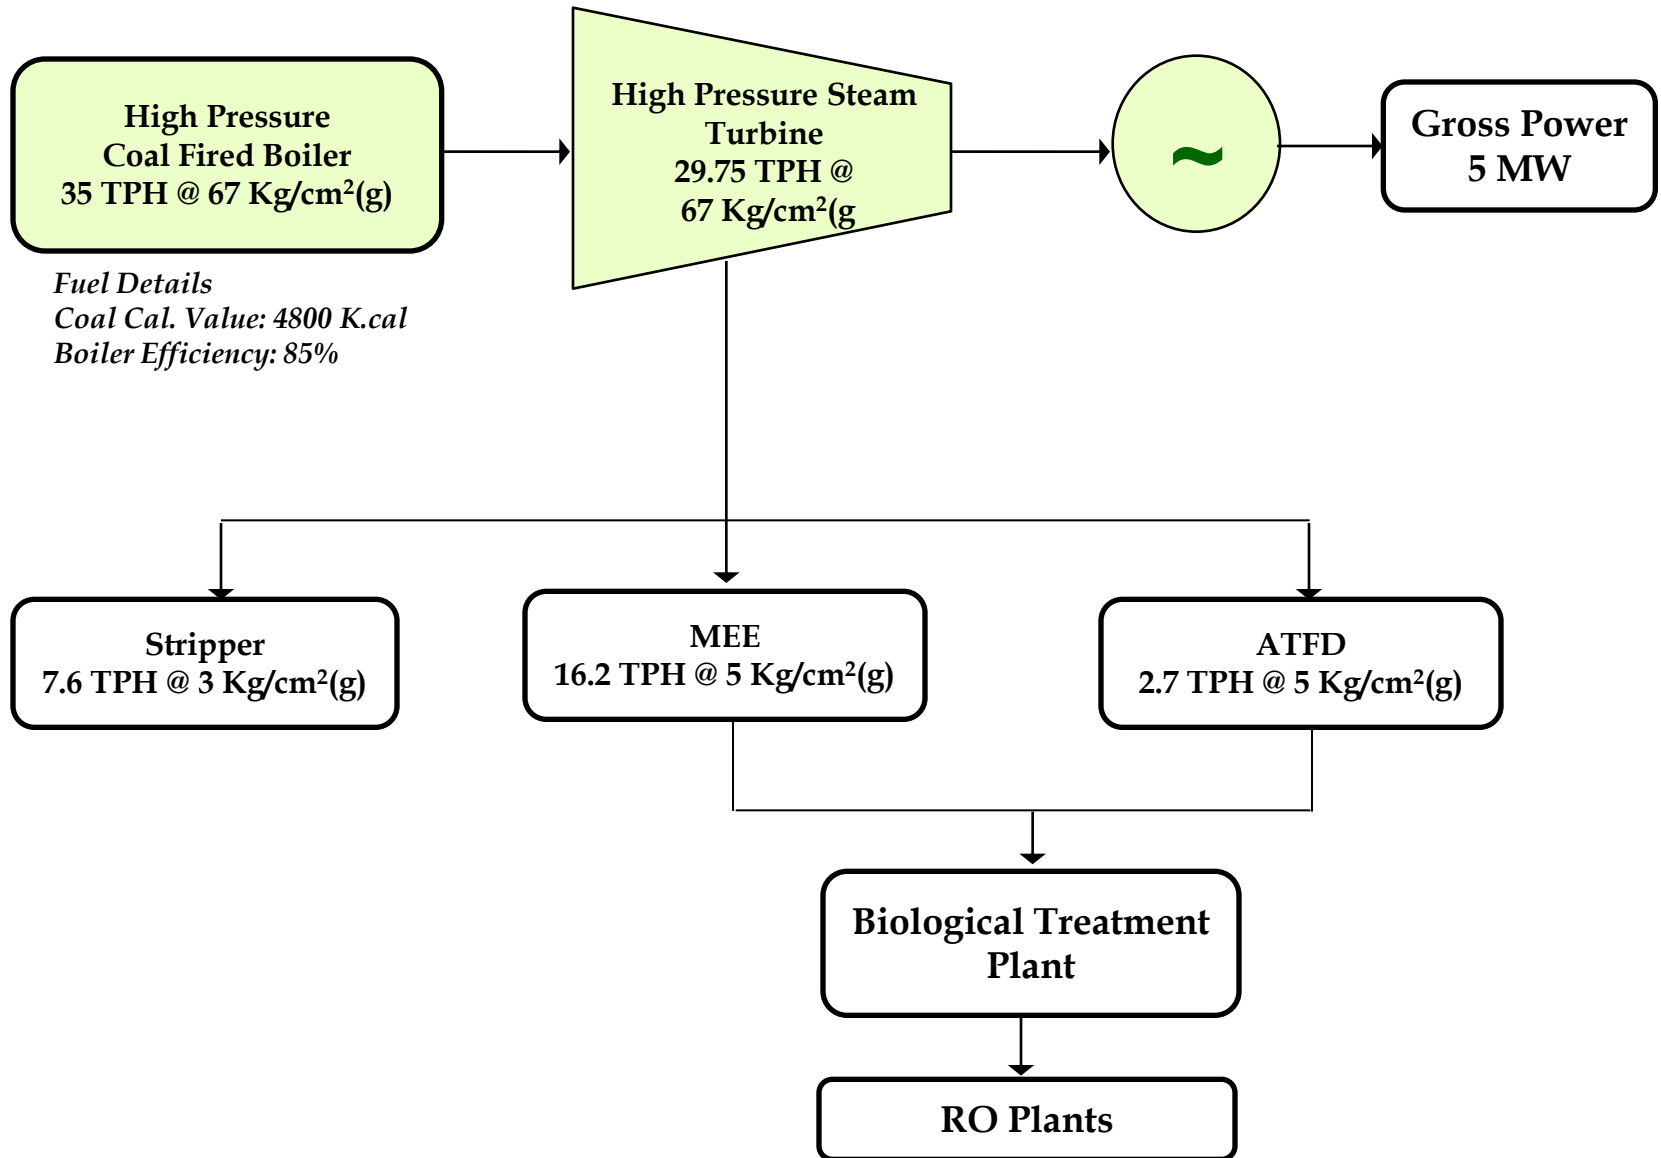 High Pressure
Coal Fired Boiler
35 TPH @ 67 Kg/cm²(g)
High Pressure Steam
Turbine
29.75 TPH @
67 Kg/cm²(g
~
Gross Power
5 MW
Fuel Details
Coal Cal. Value: 4800 K.cal
Boiler Efficiency: 85%
Stripper
7.6 TPH @ 3 Kg/cm²(g)
MEE
16.2 TPH @ 5 Kg/cm²(g)
ATFD
2.7 TPH @ 5 Kg/cm²(g)
Biological Treatment
Plant
RO Plants